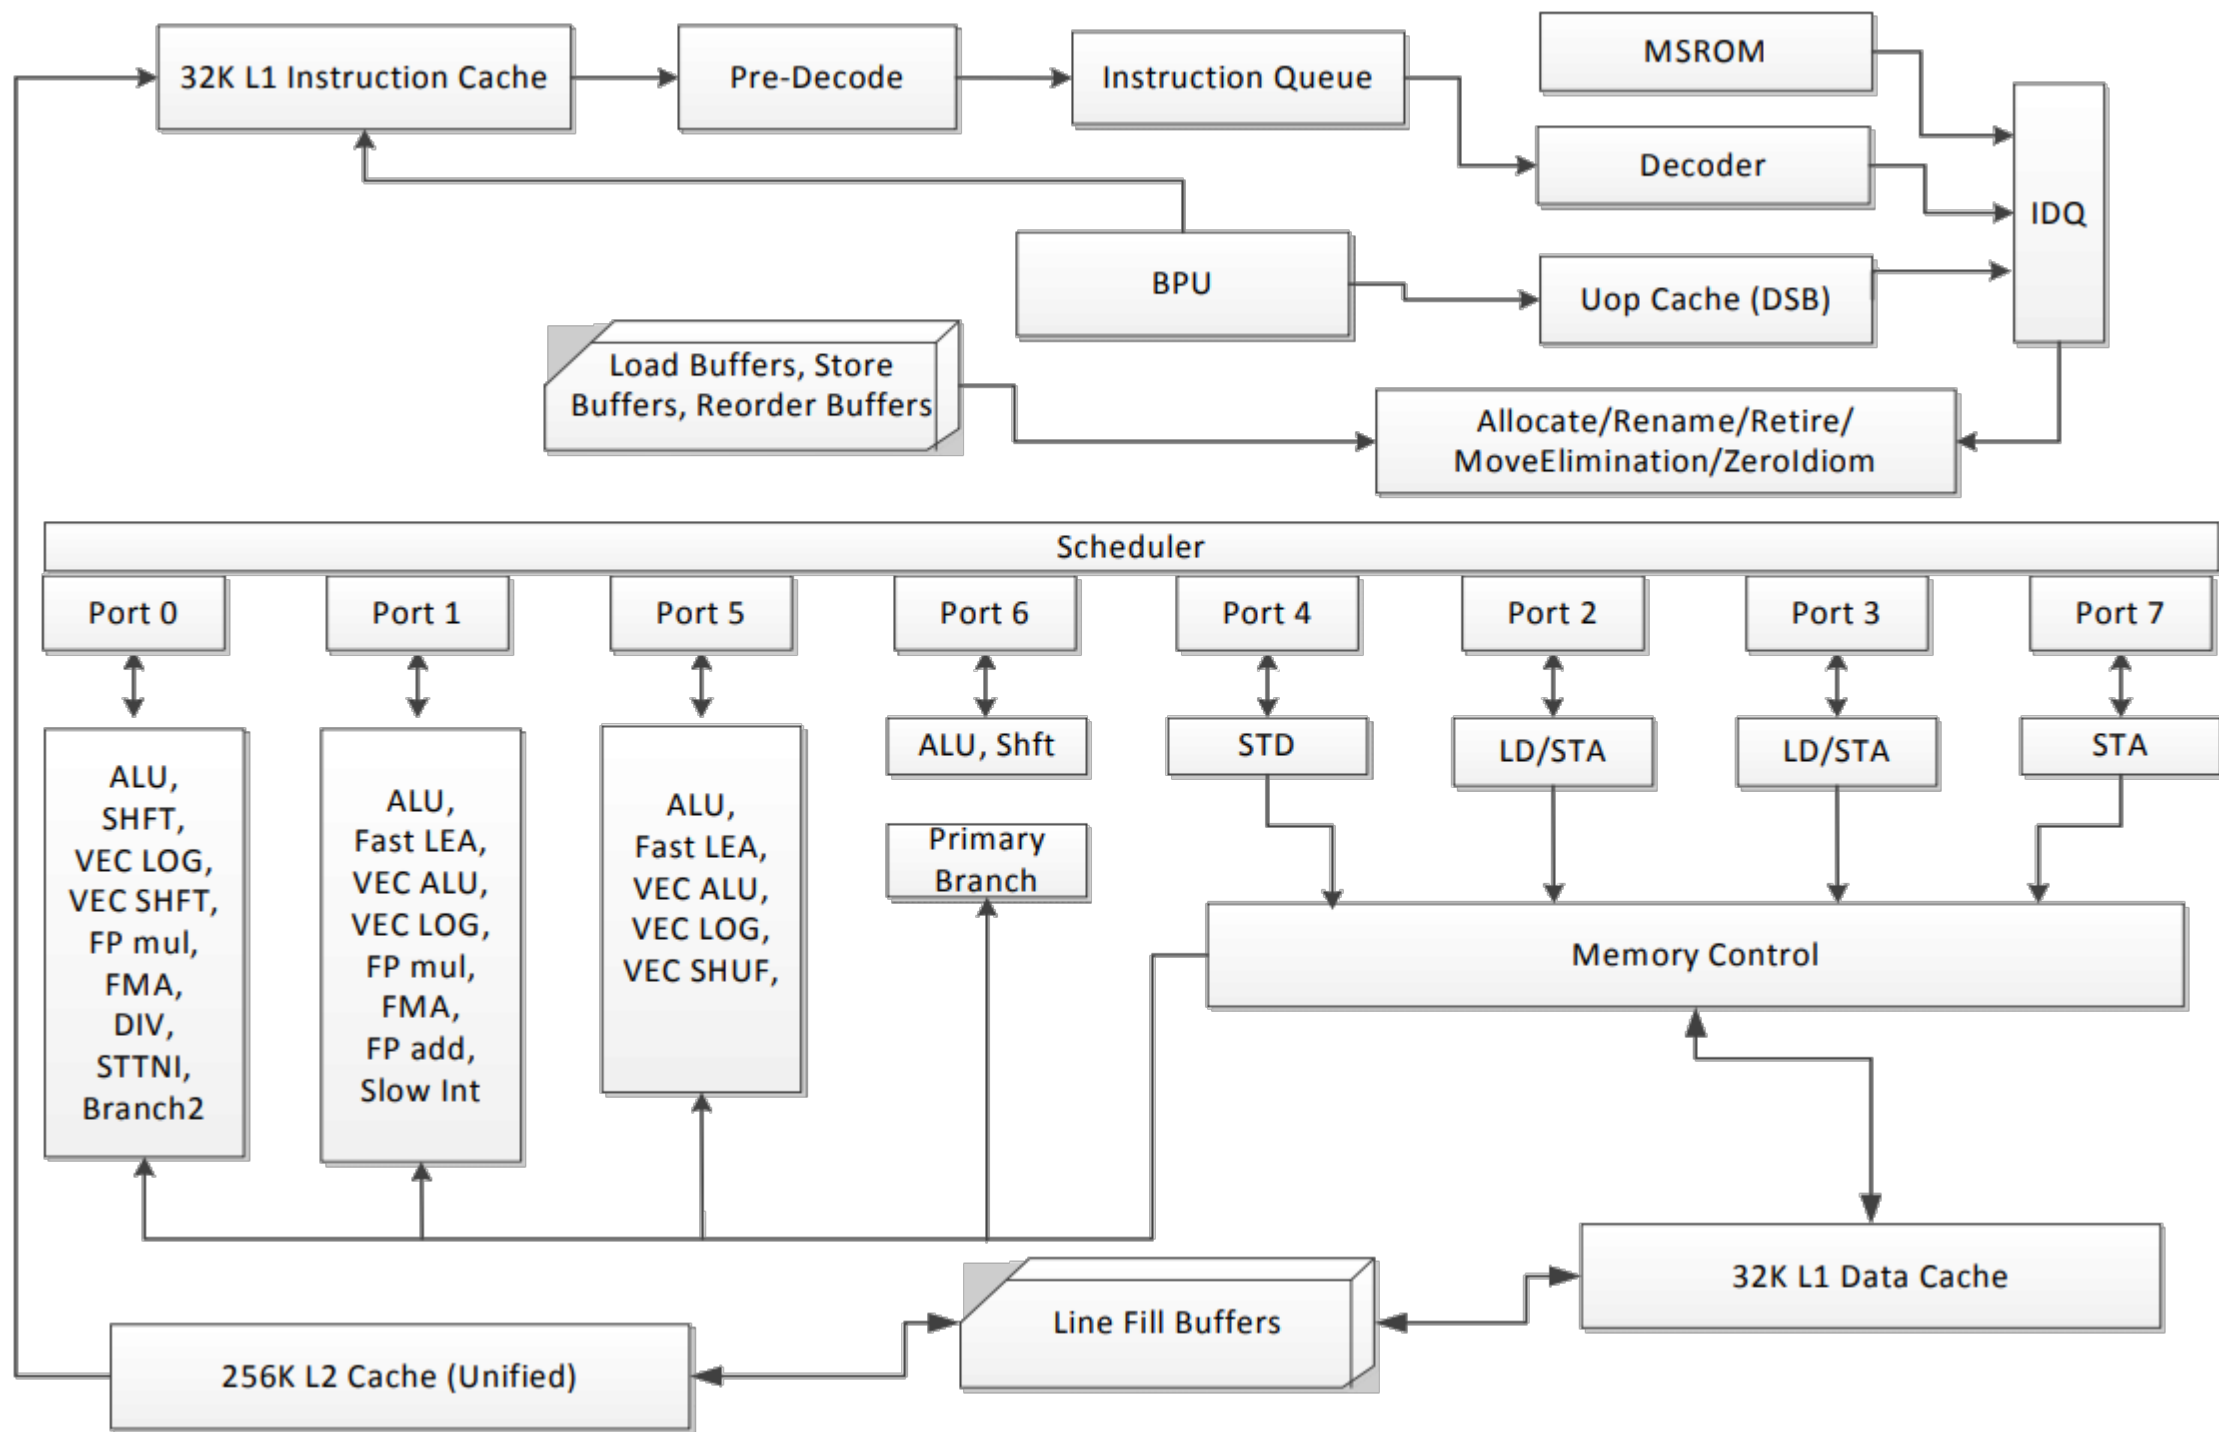 32K L1 Instruction Cache
Pre-Decode
Instruction Queue
MSROM
Decoder
IDQ
BPU
Uop Cache (DSB)
Load Buffers, Store
Buffers, Reorder Buffers
Allocate/Rename/Retire/
MoveElimination/ZeroIdiom
Scheduler
Port 0
Port 1
Port 5
Port 6
Port 4
Port 2
Port 3
Port 7
ALU,
SHFT,
VEC LOG,
VEC SHFT,
FP mul,
FMA,
DIV,
STTNI,
Branch2
ALU,
Fast LEA,
VEC ALU,
VEC LOG,
FP mul,
FMA,
FP add,
Slow Int
ALU,
Fast LEA,
VEC ALU,
VEC LOG,
VEC SHUF,
ALU, Shft
Primary
Branch
STD
LD/STA
LD/STA
STA
Memory Control
32K L1 Data Cache
Line Fill Buffers
256K L2 Cache (Unified)